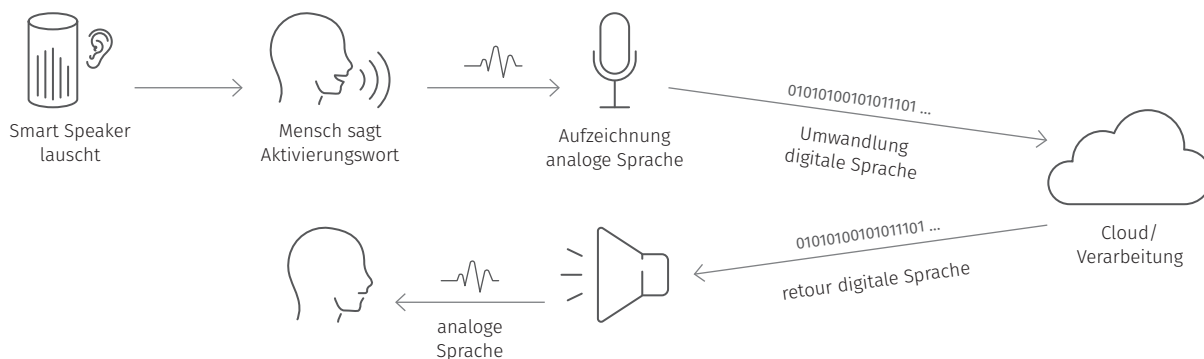 Smart Speaker
lauscht
Mensch sagt
Aktivierungswort
Aufzeichnung
analoge Sprache
01010100101011101 ...
Umwandlung
digitale Sprache
Cloud/
Verarbeitung
01010100101011101 ...
retour digitale Sprache
analoge
Sprache